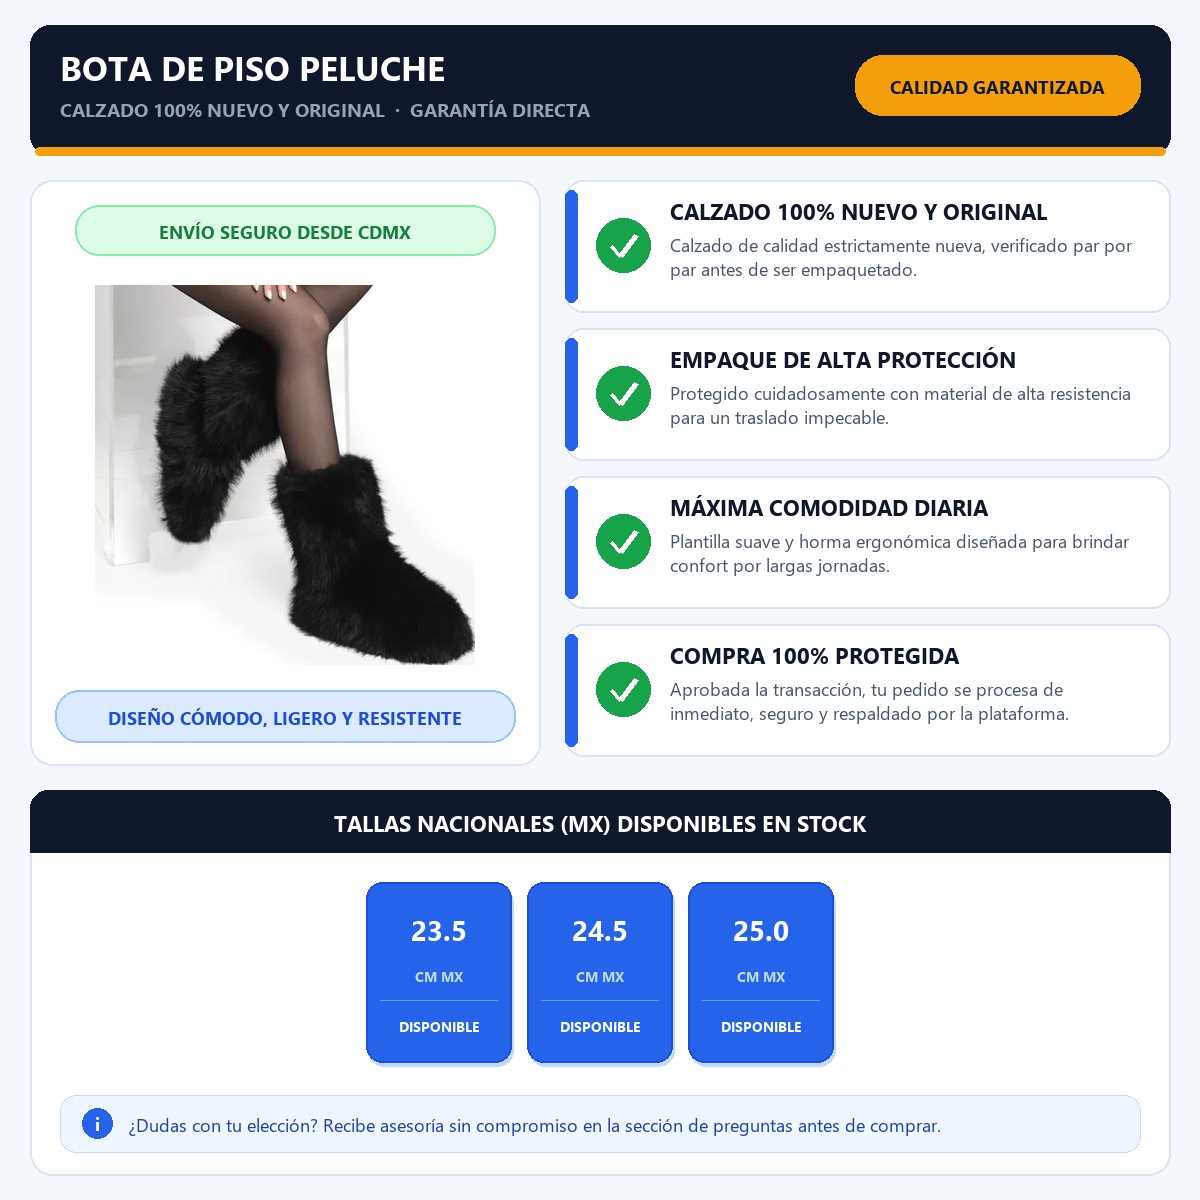 BOTA DE PISO PELUCHE
CALZADO 100% NUEVO Y ORIGINAL · GARANTÍA DIRECTA
CALIDAD GARANTIZADA
ENVÍO SEGURO DESDE CDMX
DISEÑO CÓMODO, LIGERO Y RESISTENTE
CALZADO 100% NUEVO Y ORIGINAL
Calzado de calidad estrictamente nueva, verificado par por
par antes de ser empaquetado.
EMPAQUE DE ALTA PROTECCIÓN
Protegido cuidadosamente con material de alta resistencia
para un traslado impecable.
MÁXIMA COMODIDAD DIARIA
Plantilla suave y horma ergonómica diseñada para brindar
confort por largas jornadas.
COMPRA 100% PROTEGIDA
Aprobada la transacción, tu pedido se procesa de
inmediato, seguro y respaldado por la plataforma.
TALLAS NACIONALES (MX) DISPONIBLES EN STOCK
23.5
CM MX
DISPONIBLE
24.5
CM MX
DISPONIBLE
25.0
CM MX
DISPONIBLE
i
¿Dudas con tu elección? Recibe asesoría sin compromiso en la sección de preguntas antes de comprar.